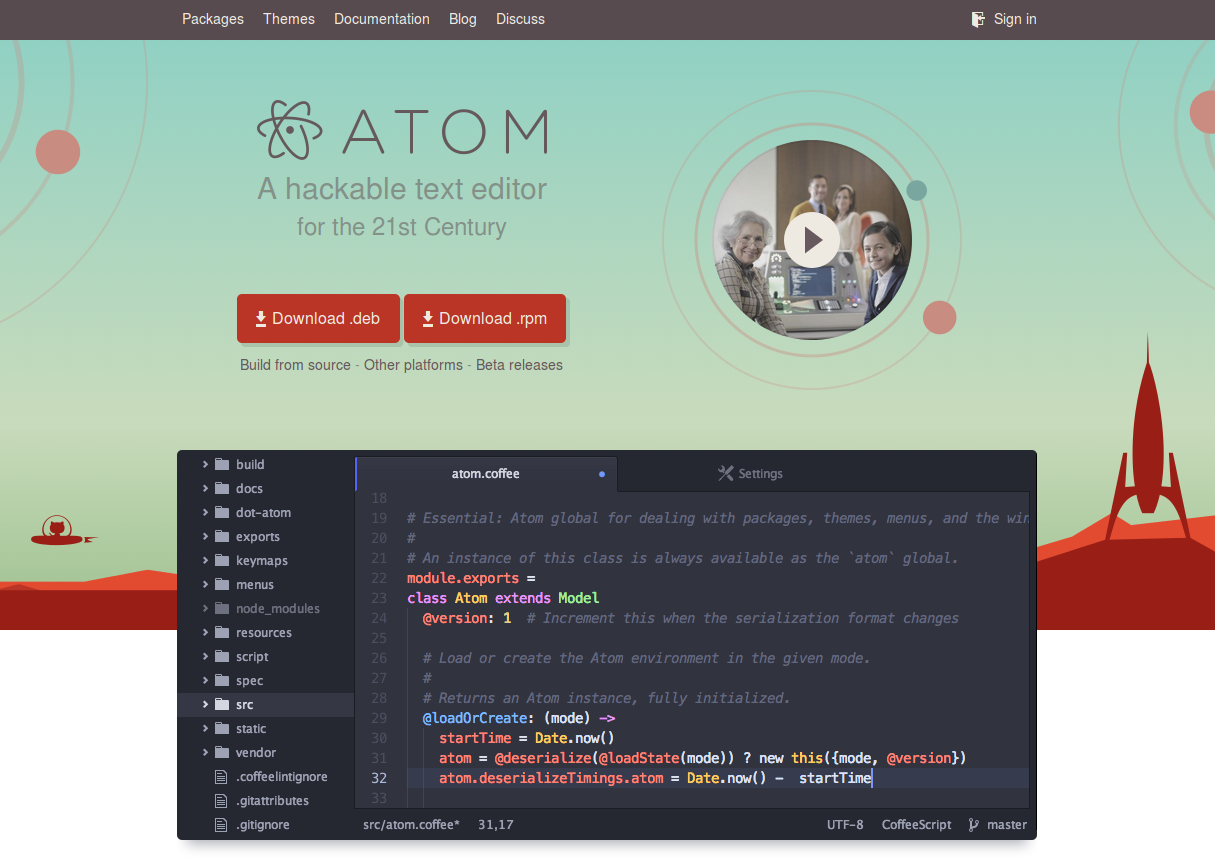 Packages Themes Documentation Blog Discuss Sign in
ATOM
A hackable text editor
for the 21st Century
Download .deb Download .rpm
Build from source - Other platforms - Beta releases
build
docs
dot-atom
exports
keymaps
menus
node_modules
resources
script
spec
src
static
vendor
.coffeelintignore
.gitattributes
.gitignore
atom.coffee Settings
18
19 # Essential: Atom global for dealing with packages, themes, menus, and the win
20 #
21 # An instance of this class is always available as the `atom` global.
22 module.exports =
23 class Atom extends Model
24 @version: 1 # Increment this when the serialization format changes
25
26 # Load or create the Atom environment in the given mode.
27 #
28 # Returns an Atom instance, fully initialized.
29 @loadOrCreate: (mode) ->
30 startTime = Date.now()
31 atom = @deserialize(@loadState(mode)) ? new this({mode, @version})
32 atom.deserializeTimings.atom = Date.now() - startTime
33
src/atom.coffee* 31,17 UTF-8 CoffeeScript master